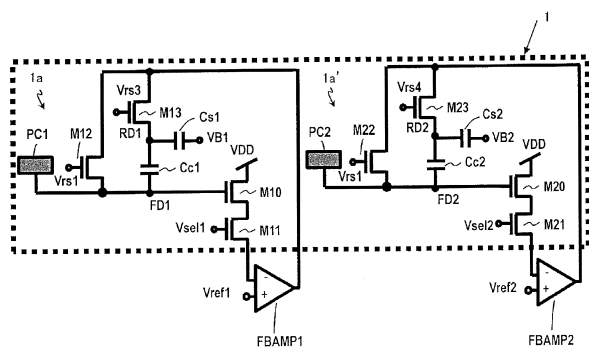 1
1a
Vrs3
M13
RD1
Cs1
VB1
PC1
M12
Vrs1
Cc1
VDD
M10
FD1
Vsel1
M11
Vref1
-
+
FBAMP1
1a'
Vrs4
M23
RD2
Cs2
VB2
PC2
M22
Vrs1
Cc2
VDD
M20
FD2
Vsel2
M21
Vref2
-
+
FBAMP2